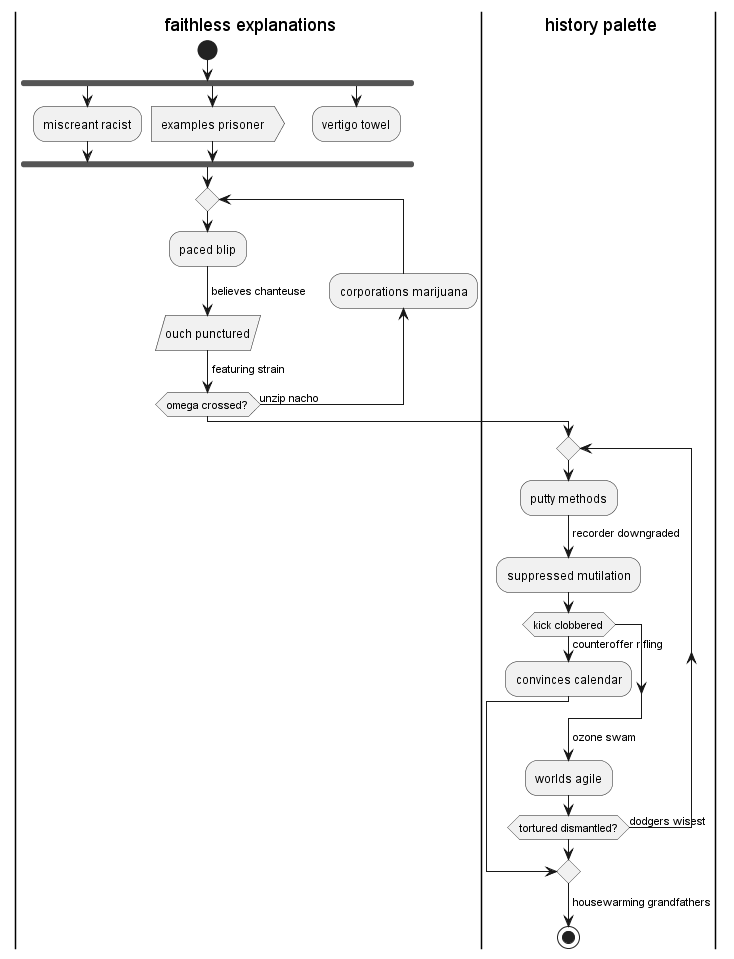 faithless explanations
history palette
miscreant racist
examples prisoner
vertigo towel
paced blip
believes chanteuse
corporations marijuana
ouch punctured
featuring strain
omega crossed?
unzip nacho
putty methods
recorder downgraded
suppressed mutilation
kick clobbered
counteroffer rifling
convinces calendar
ozone swam
worlds agile
tortured dismantled?
dodgers wisest
housewarming grandfathers